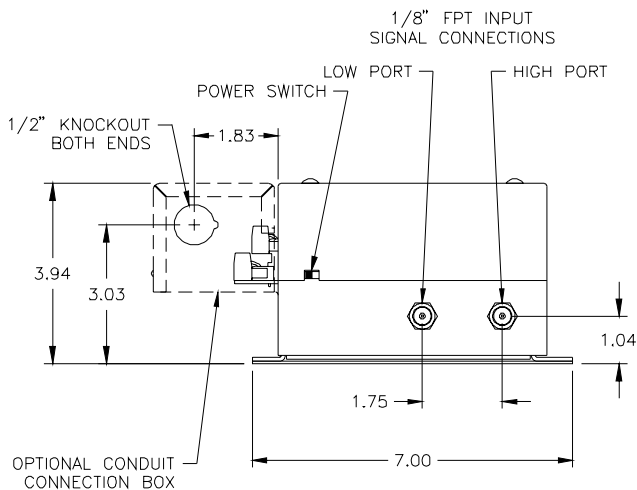 1/8” FPT INPUT
SIGNAL CONNECTIONS
LOW PORT
HIGH PORT
POWER SWITCH
1/2” KNOCKOUT
BOTH ENDS
1.83
3.94
3.03
1.04
1.75
7.00
OPTIONAL CONDUIT
CONNECTION BOX